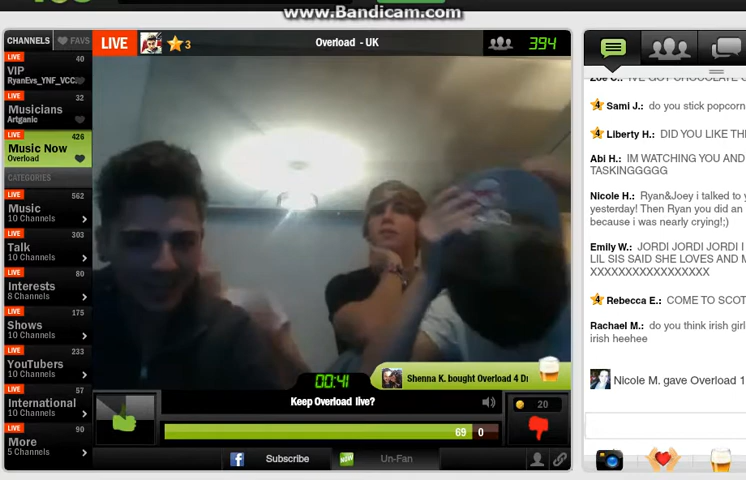 www.Bandicam.com
CHANNELS
FAVS
LIVE
40
VIP
RyanEvs_YNF_VCC
LIVE
32
Musicians
Artganic
LIVE
426
Music Now
Overload
CATEGORIES
LIVE
562
Music
10 Channels
LIVE
303
Talk
10 Channels
LIVE
80
Interests
8 Channels
LIVE
175
Shows
10 Channels
LIVE
233
YouTubers
10 Channels
LIVE
57
International
10 Channels
LIVE
90
More
5 Channels
LIVE
3
Overload - UK
394
00:41
Shenna K. bought Overload 4 D
Keep Overload live?
20
69 0
Subscribe
NOW
Un-Fan
4 Sami J.: do you stick popcorn
4 Liberty H.: DID YOU LIKE TH
Abi H.: IM WATCHING YOU AND
TASKINGGGGG
Nicole H.: Ryan&Joey i talked to y
yesterday! Then Ryan you did an
because i was nearly crying!;)
Emily W.: JORDI JORDI JORDI I
LIL SIS SAID SHE LOVES AND M
XXXXXXXXXXXXXXXXX
4 Rebecca E.: COME TO SCOT
Rachael M.: do you think irish girl
irish heehee
Nicole M. gave Overload 1